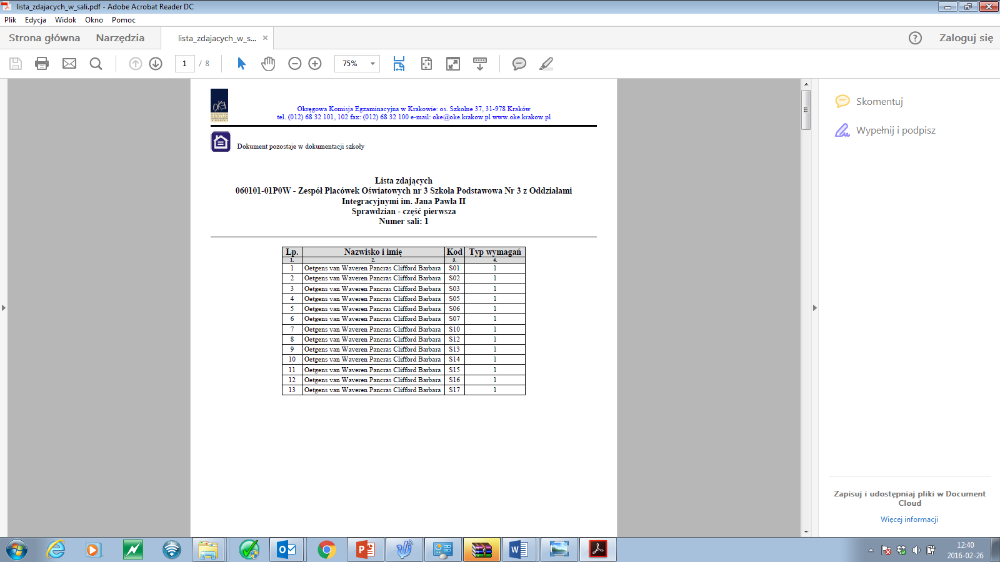 lista_zdajacych_w_sali.pdf - Adobe Acrobat Reader DC
Plik Edycja Widok Okno Pomoc
Strona główna Narzędzia lista_zdajacych_w_s... Zaloguj się
1 / 8 75%
OKE
Okręgowa Komisja Egzaminacyjna w Krakowie: os. Szkolne 37, 31-978 Kraków
tel. (012) 68 32 101, 102 fax: (012) 68 32 100 e-mail: oke@oke.krakow.pl www.oke.krakow.pl
Dokument pozostaje w dokumentacji szkoły
Lista zdających
060101-01P0W - Zespół Placówek Oświatowych nr 3 Szkoła Podstawowa Nr 3 z Oddziałami
Integracyjnymi im. Jana Pawła II
Sprawdzian - część pierwsza
Numer sali: 1
Lp. Nazwisko i imię Kod Typ wymagań
1. 2. 3. 4.
1 Oetgens van Waveren Pancras Clifford Barbara S01 1
2 Oetgens van Waveren Pancras Clifford Barbara S02 1
3 Oetgens van Waveren Pancras Clifford Barbara S03 1
4 Oetgens van Waveren Pancras Clifford Barbara S05 1
5 Oetgens van Waveren Pancras Clifford Barbara S06 1
6 Oetgens van Waveren Pancras Clifford Barbara S07 1
7 Oetgens van Waveren Pancras Clifford Barbara S10 1
8 Oetgens van Waveren Pancras Clifford Barbara S12 1
9 Oetgens van Waveren Pancras Clifford Barbara S13 1
10 Oetgens van Waveren Pancras Clifford Barbara S14 1
11 Oetgens van Waveren Pancras Clifford Barbara S15 1
12 Oetgens van Waveren Pancras Clifford Barbara S16 1
13 Oetgens van Waveren Pancras Clifford Barbara S17 1
Skomentuj
Wypełnij i podpisz
Zapisuj i udostępniaj pliki w Document
Cloud
Więcej informacji
12:40
2016-02-26